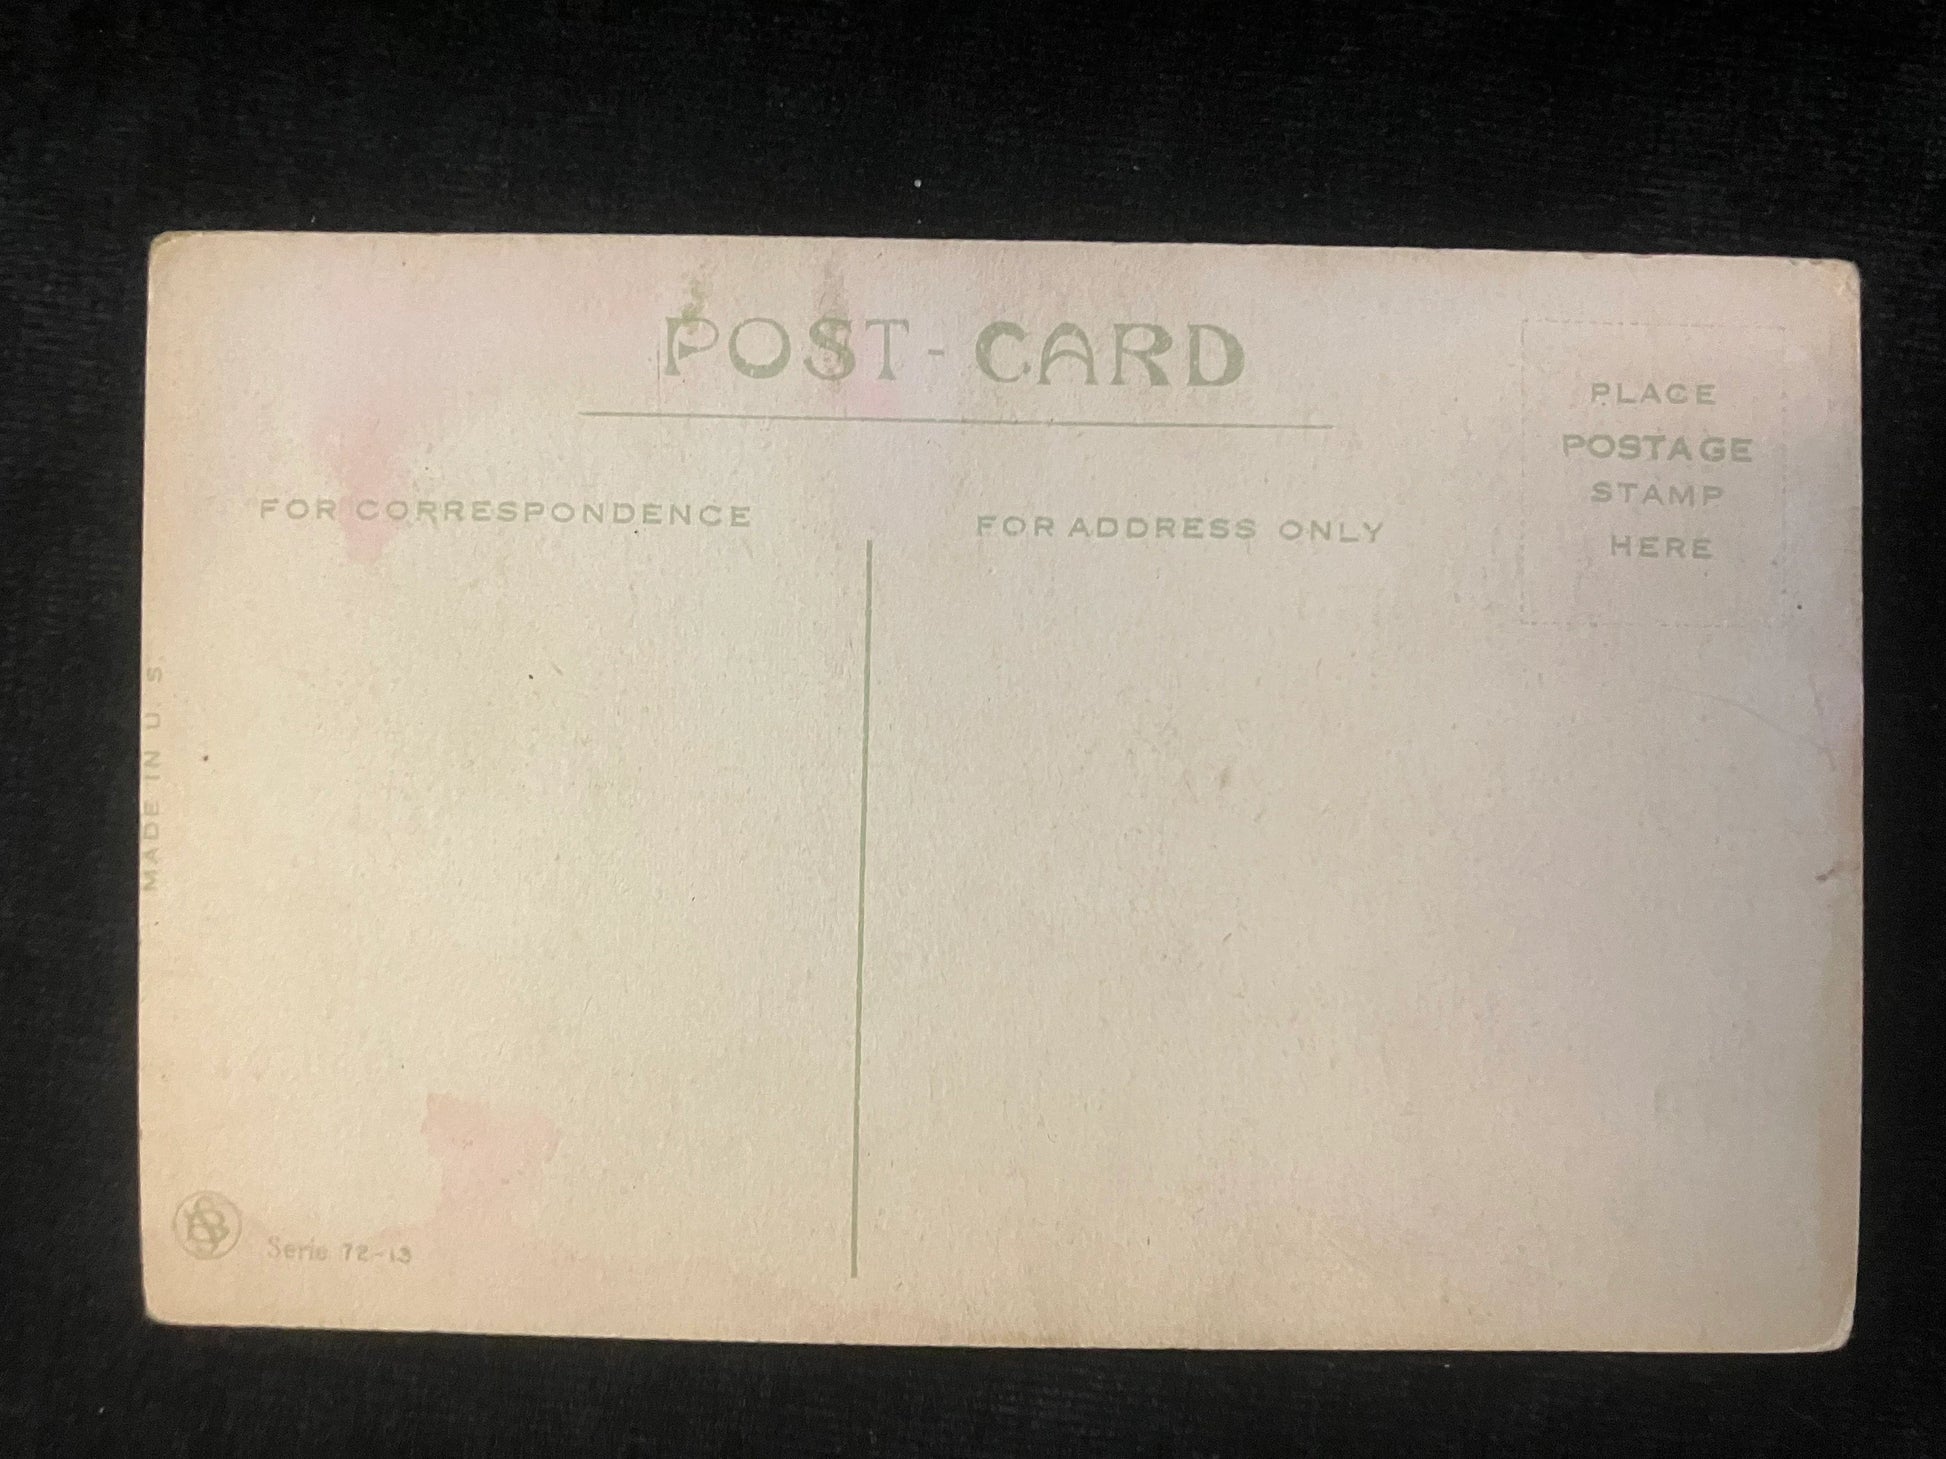 POST-CARD
PLACE
POSTAGE
STAMP
HERE
FOR CORRESPONDENCE
FOR ADDRESS ONLY
MADE IN U. S.
Serie 72-13